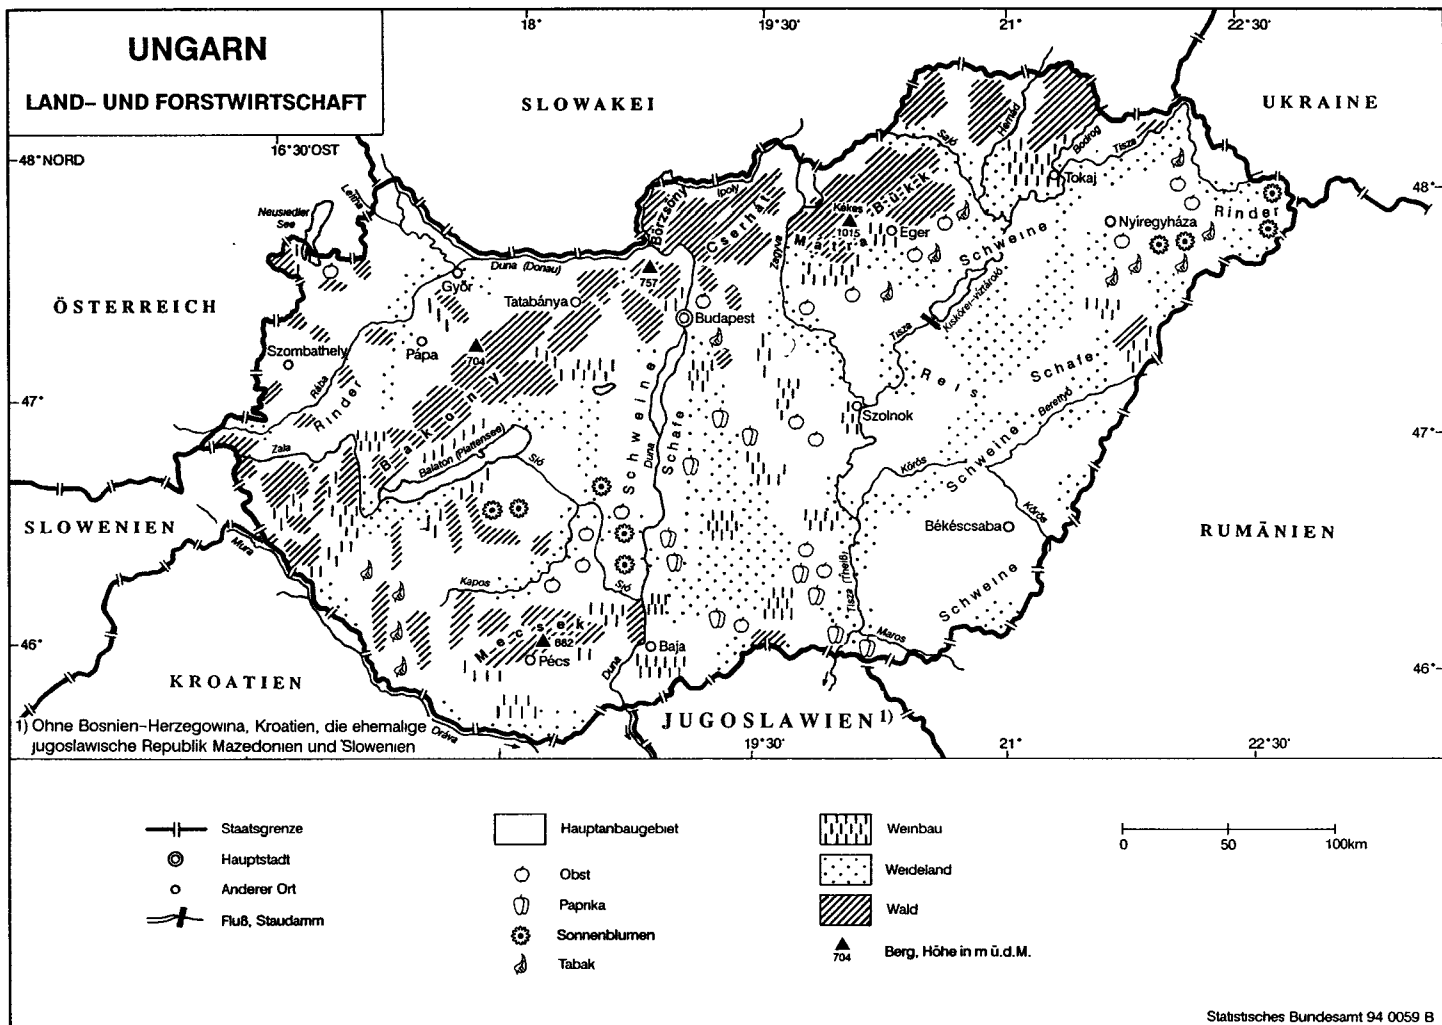 UNGARN
LAND- UND FORSTWIRTSCHAFT
18°
19°30'
21°
22°30'
16°30'OST
48° NORD
48°
47°
47°
46°
46°
19°30'
21°
22°30'
SLOWAKEI
UKRAINE
ÖSTERREICH
SLOWENIEN
KROATIEN
JUGOSLAWIEN 1)
RUMÄNIEN
Neusiedler
See
Leitha
Duna (Donau)
Győr
Tatabánya
757
Börzsöny
Ipoly
Cserhát
Zagyva
Kékes
1015
Mátra
Bükk
Eger
Sajó
Hernád
Bodrog
Tisza
Tokaj
Nyíregyháza
Rinder
Schweine
Kisköre-víztároló
Tisza
Budapest
Szombathely
Pápa
704
Rába
Rinder
Bakony
Balaton (Plattensee)
Zala
Sió
Schweine
Duna
Schafe
Szolnok
Reis
Schafe
Berettyó
Körös
Schweine
Körös
Békéscsaba
Schweine
Mura
Kapos
Sió
Mecsek
682
Pécs
Baja
Duna
Tisza (Theiß)
Maros
Dráva
1) Ohne Bosnien-Herzegowina, Kroatien, die ehemalige
jugoslawische Republik Mazedonien und Slowenien
Staatsgrenze
Hauptstadt
Anderer Ort
Fluß, Staudamm
Hauptanbaugebiet
Obst
Paprika
Sonnenblumen
Tabak
Weinbau
Weideland
Wald
704
Berg, Höhe in m ü.d.M.
0 50 100km
Statistisches Bundesamt 94 0059 B